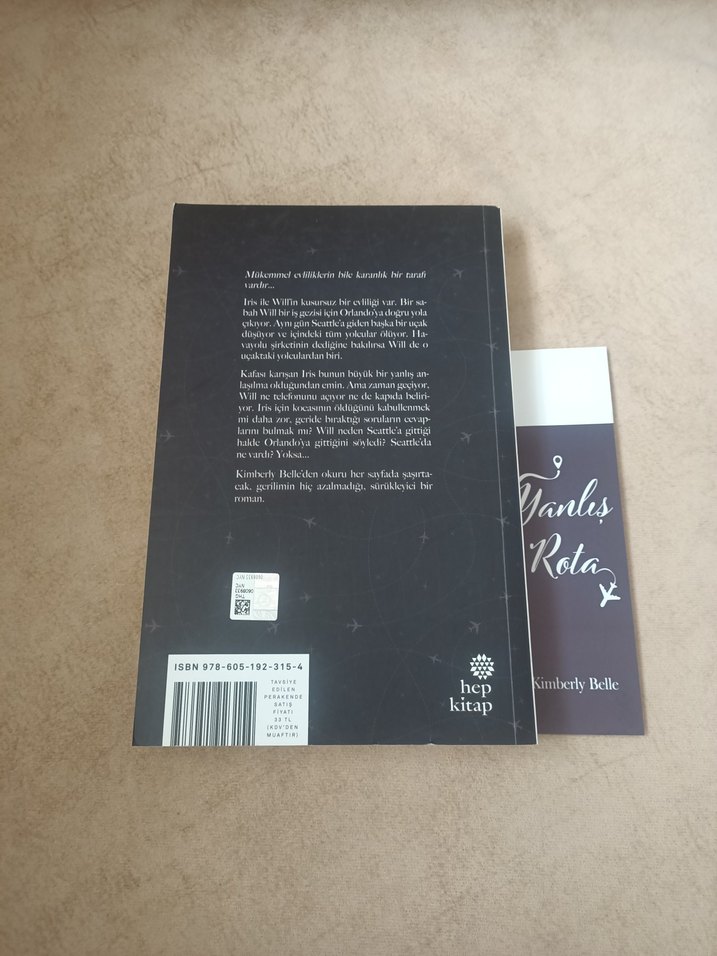 Mükemmel evliliklerin bile karanlık bir tarafı
vardır...
Iris ile Will'in kusursuz bir evliliği var. Bir sa-
bah Will bir iş gezisi için Orlando'ya doğru yola
çıkıyor. Aynı gün Seattle'a giden başka bir uçak
düşüyor ve içindeki tüm yolcular ölüyor. Ha-
vayolu şirketinin dediğine bakılırsa Will de o
uçaktaki yolculardan biri.
Kafası karışan Iris bunun büyük bir yanlış an-
laşılma olduğundan emin. Ama zaman geçiyor,
Will ne telefonunu açıyor ne de kapıda beliri-
yor. Iris için kocasının öldüğünü kabullenmek
mi daha zor, geride bıraktığı soruların cevap-
larını bulmak mı? Will neden Seattle'a gittiği
halde Orlando'ya gittiğini söyledi? Seattle'da
ne vardı? Yoksa...
Kimberly Belle'den okuru her sayfada şaşırta-
cak, gerilimin hiç azalmadığı, sürükleyici bir
roman.
ISBN 978-605-192-315-4
TAVSİYE
EDİLEN
PERAKENDE
SATIŞ
FİYATI
33 TL
(KDV'DEN
MUAFTIR)
hep
kitap
Yanlış
Rota
Kimberly Belle